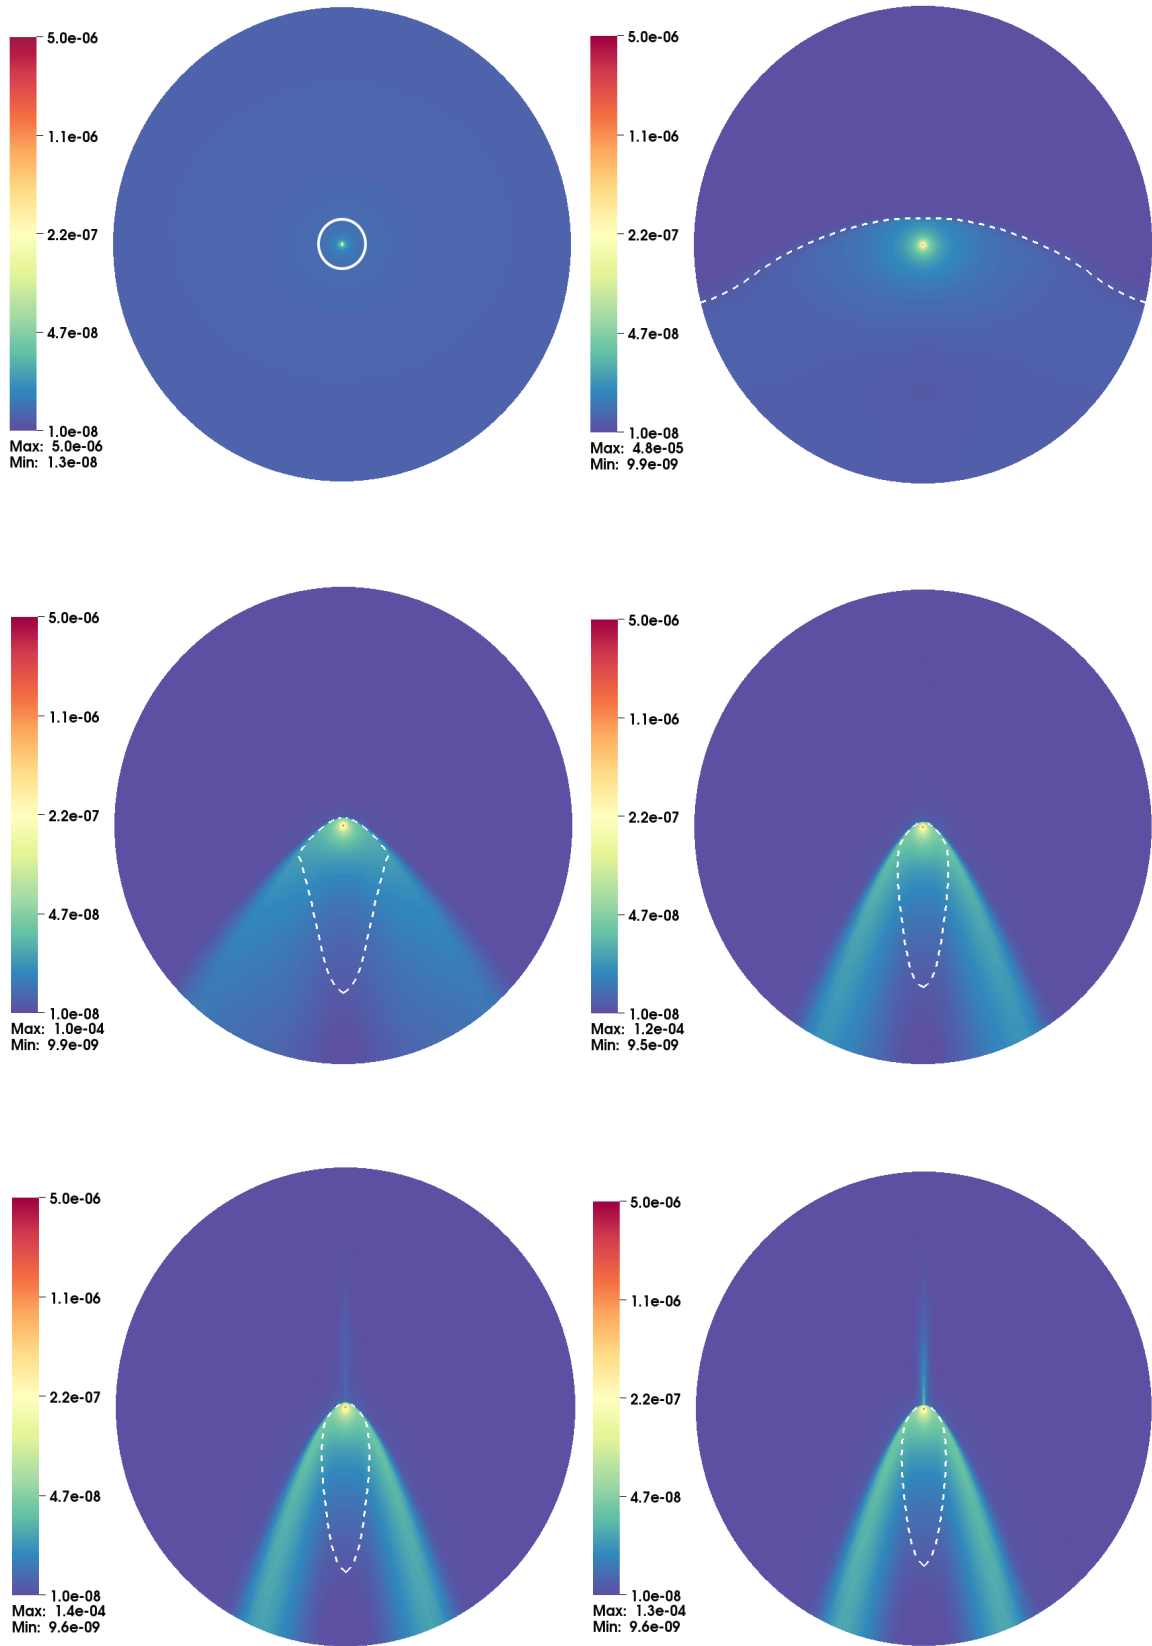 5.0e-06
1.1e-06
2.2e-07
4.7e-08
1.0e-08
Max: 5.0e-06
Min: 1.3e-08
5.0e-06
1.1e-06
2.2e-07
4.7e-08
1.0e-08
Max: 4.8e-05
Min: 9.9e-09
5.0e-06
1.1e-06
2.2e-07
4.7e-08
1.0e-08
Max: 1.0e-04
Min: 9.9e-09
5.0e-06
1.1e-06
2.2e-07
4.7e-08
1.0e-08
Max: 1.2e-04
Min: 9.5e-09
5.0e-06
1.1e-06
2.2e-07
4.7e-08
1.0e-08
Max: 1.4e-04
Min: 9.6e-09
5.0e-06
1.1e-06
2.2e-07
4.7e-08
1.0e-08
Max: 1.3e-04
Min: 9.6e-09